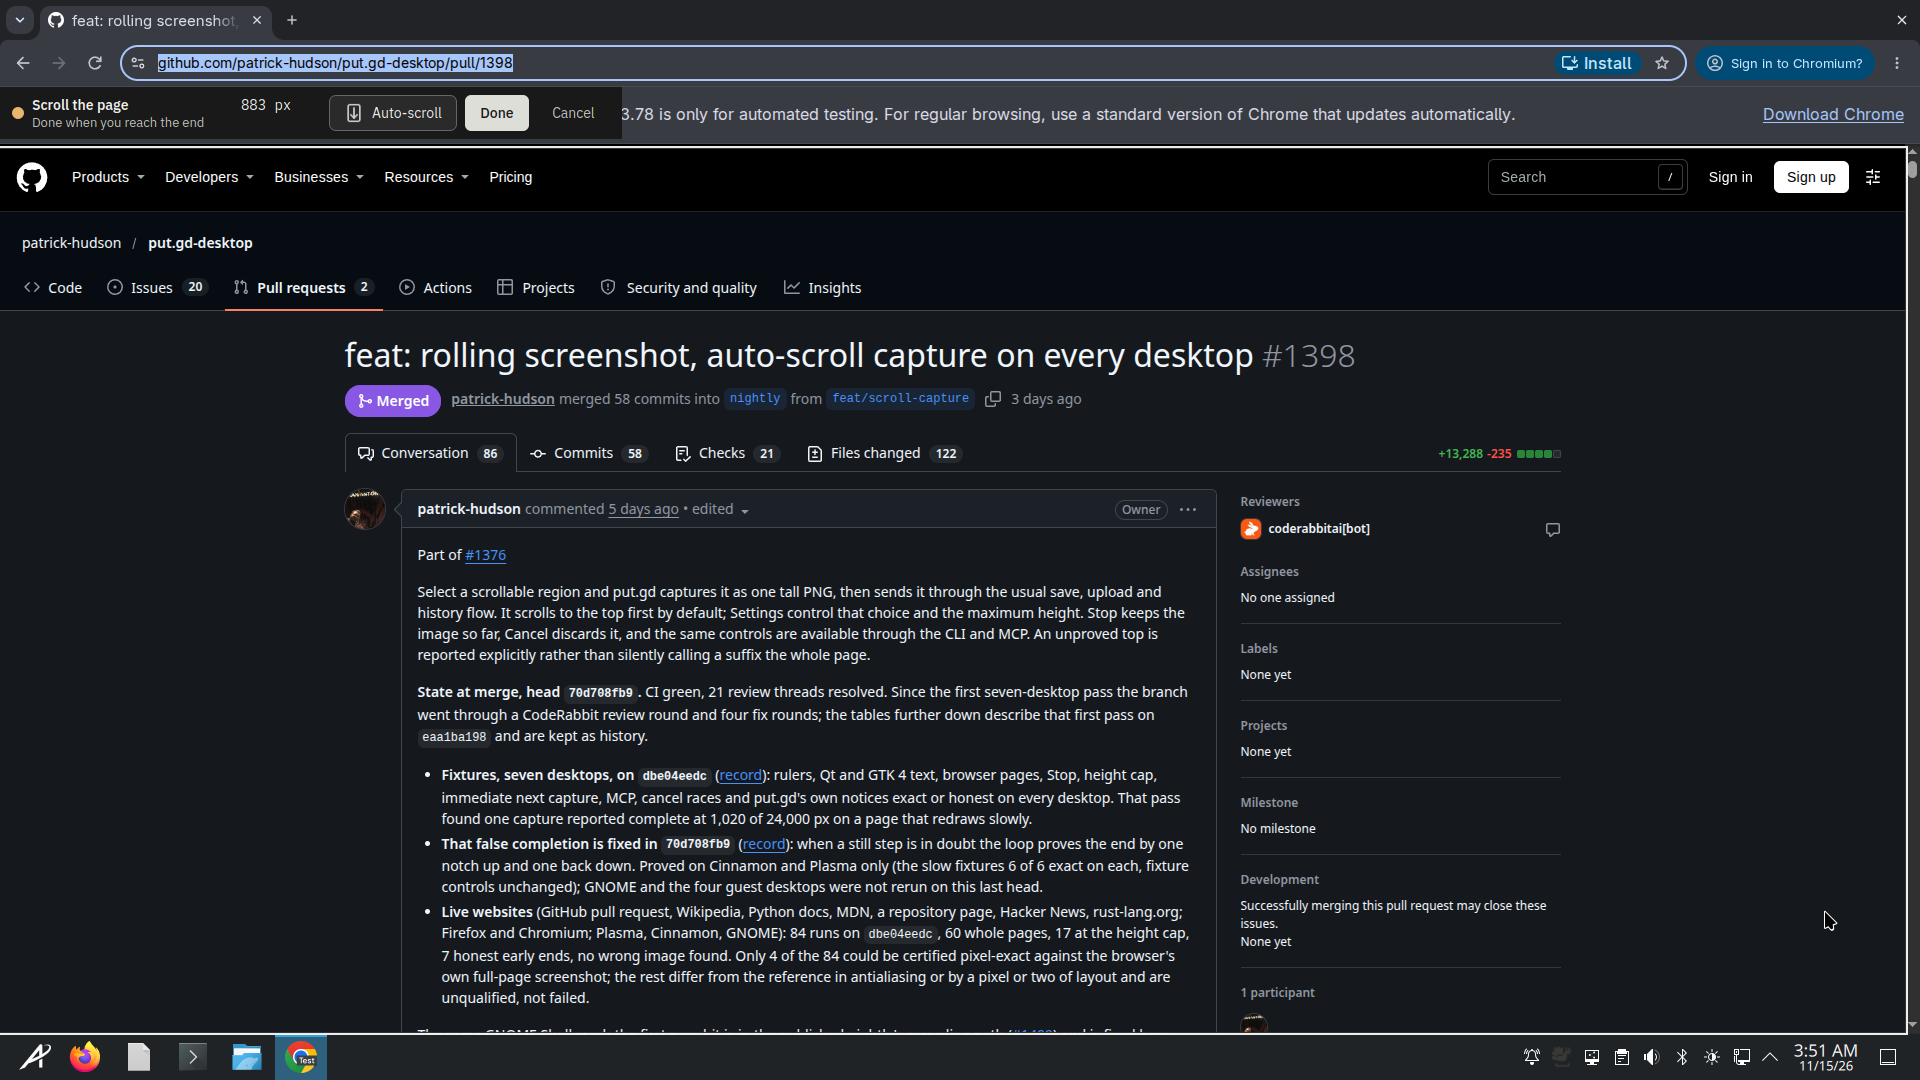 feat: rolling screenshot,
github.com/patrick-hudson/put.gd-desktop/pull/1398
Install
Sign in to Chromium?
Scroll the page
Done when you reach the end
883 px
Auto-scroll
Done
Cancel
3.78 is only for automated testing. For regular browsing, use a standard version of Chrome that updates automatically.
Download Chrome
Products
Developers
Businesses
Resources
Pricing
Search
/
Sign in
Sign up
patrick-hudson / put.gd-desktop
Code
Issues 20
Pull requests 2
Actions
Projects
Security and quality
Insights
feat: rolling screenshot, auto-scroll capture on every desktop #1398
Merged
patrick-hudson merged 58 commits into nightly from feat/scroll-capture 3 days ago
Conversation 86
Commits 58
Checks 21
Files changed 122
+13,288 -235
patrick-hudson commented 5 days ago • edited
Owner
Part of #1376
Select a scrollable region and put.gd captures it as one tall PNG, then sends it through the usual save, upload and
history flow. It scrolls to the top first by default; Settings control that choice and the maximum height. Stop keeps the
image so far, Cancel discards it, and the same controls are available through the CLI and MCP. An unproved top is
reported explicitly rather than silently calling a suffix the whole page.
State at merge, head 70d708fb9. CI green, 21 review threads resolved. Since the first seven-desktop pass the branch
went through a CodeRabbit review round and four fix rounds; the tables further down describe that first pass on
eaa1ba198 and are kept as history.
• Fixtures, seven desktops, on dbe04eedc (record): rulers, Qt and GTK 4 text, browser pages, Stop, height cap,
immediate next capture, MCP, cancel races and put.gd's own notices exact or honest on every desktop. That pass
found one capture reported complete at 1,020 of 24,000 px on a page that redraws slowly.
• That false completion is fixed in 70d708fb9 (record): when a still step is in doubt the loop proves the end by one
notch up and one back down. Proved on Cinnamon and Plasma only (the slow fixtures 6 of 6 exact on each, fixture
controls unchanged); GNOME and the four guest desktops were not rerun on this last head.
• Live websites (GitHub pull request, Wikipedia, Python docs, MDN, a repository page, Hacker News, rust-lang.org;
Firefox and Chromium; Plasma, Cinnamon, GNOME): 84 runs on dbe04eedc, 60 whole pages, 17 at the height cap,
7 honest early ends, no wrong image found. Only 4 of the 84 could be certified pixel-exact against the browser's
own full-page screenshot; the rest differ from the reference in antialiasing or by a pixel or two of layout and are
unqualified, not failed.
Reviewers
coderabbitai[bot]
Assignees
No one assigned
Labels
None yet
Projects
None yet
Milestone
No milestone
Development
Successfully merging this pull request may close these
issues.
None yet
1 participant
Test
3:51 AM
11/15/26